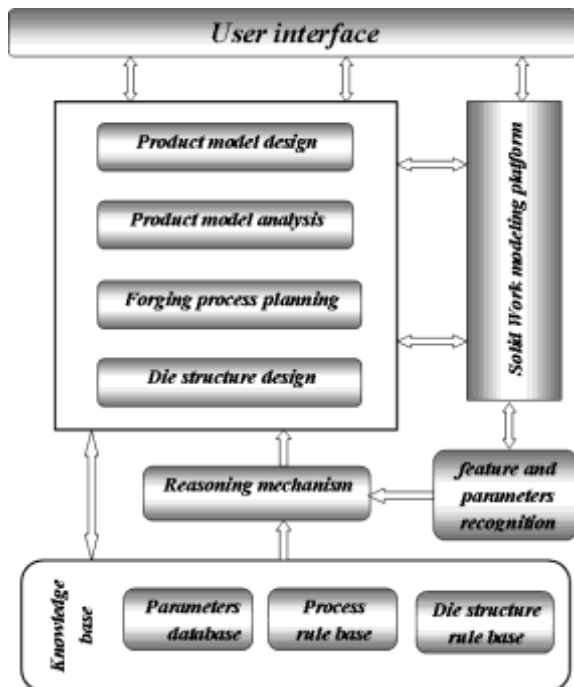 User interface
Product model design
Product model analysis
Forging process planning
Die structure design
Solid Work modeling platform
Reasoning mechanism
feature and
parameters
recognition
Knowledge
base
Parameters
database
Process
rule base
Die structure
rule base